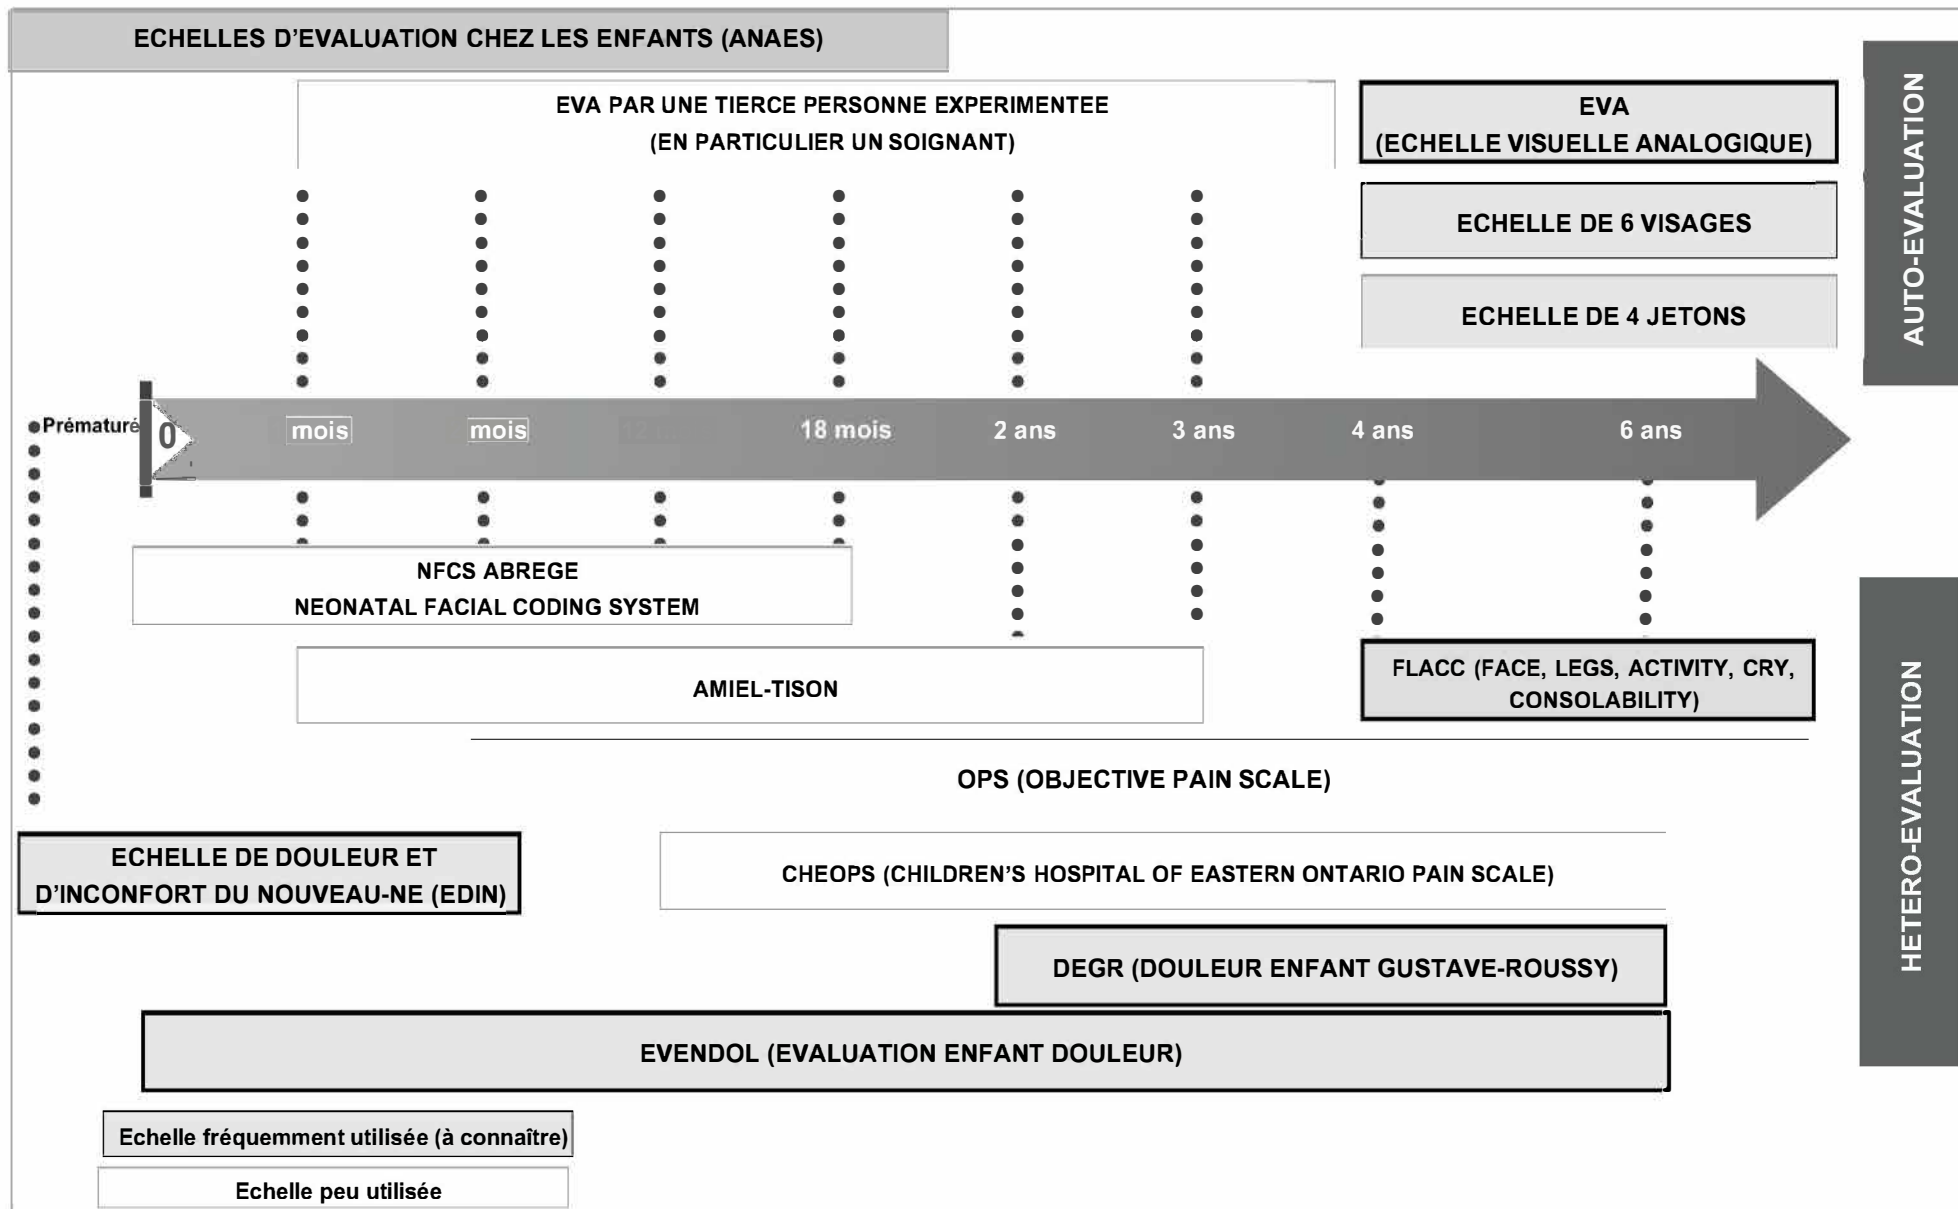 ECHELLES D'EVALUATION CHEZ LES ENFANTS (ANAES)
EVA PAR UNE TIERCE PERSONNE EXPERIMENTEE
(EN PARTICULIER UN SOIGNANT)
EVA
(ECHELLE VISUELLE ANALOGIQUE)
ECHELLE DE 6 VISAGES
ECHELLE DE 4 JETONS
AUTO-EVALUATION
Prématuré
0
mois
mois
18 mois
2 ans
3 ans
4 ans
6 ans
NFCS ABREGE
NEONATAL FACIAL CODING SYSTEM
AMIEL-TISON
FLACC (FACE, LEGS, ACTIVITY, CRY,
CONSOLABILITY)
OPS (OBJECTIVE PAIN SCALE)
ECHELLE DE DOULEUR ET
D'INCONFORT DU NOUVEAU-NE (EDIN)
CHEOPS (CHILDREN'S HOSPITAL OF EASTERN ONTARIO PAIN SCALE)
DEGR (DOULEUR ENFANT GUSTAVE-ROUSSY)
EVENDOL (EVALUATION ENFANT DOULEUR)
HETERO-EVALUATION
Echelle fréquemment utilisée (à connaître)
Echelle peu utilisée